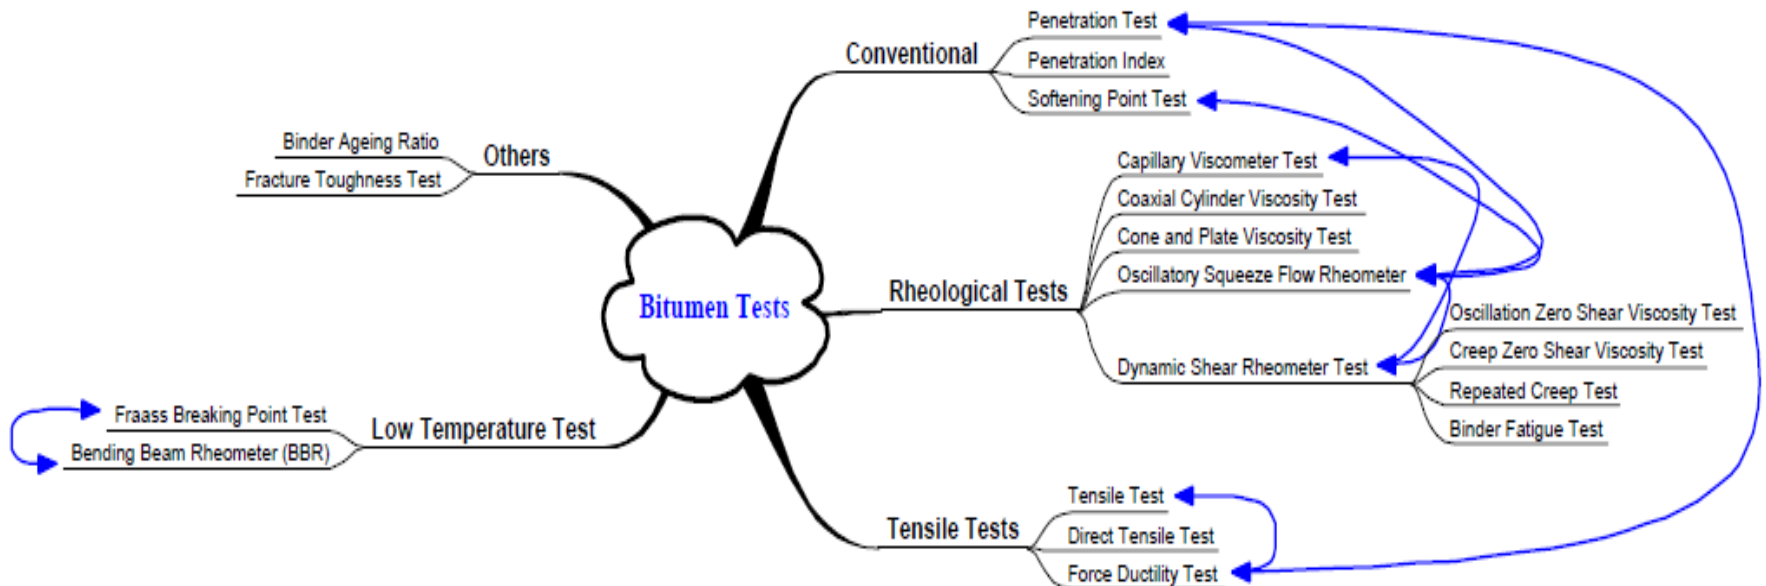 Bitumen Tests
Conventional
Penetration Test
Penetration Index
Softening Point Test
Rheological Tests
Capillary Viscometer Test
Coaxial Cylinder Viscosity Test
Cone and Plate Viscosity Test
Oscillatory Squeeze Flow Rheometer
Dynamic Shear Rheometer Test
Oscillation Zero Shear Viscosity Test
Creep Zero Shear Viscosity Test
Repeated Creep Test
Binder Fatigue Test
Tensile Tests
Tensile Test
Direct Tensile Test
Force Ductility Test
Others
Binder Ageing Ratio
Fracture Toughness Test
Low Temperature Test
Fraass Breaking Point Test
Bending Beam Rheometer (BBR)